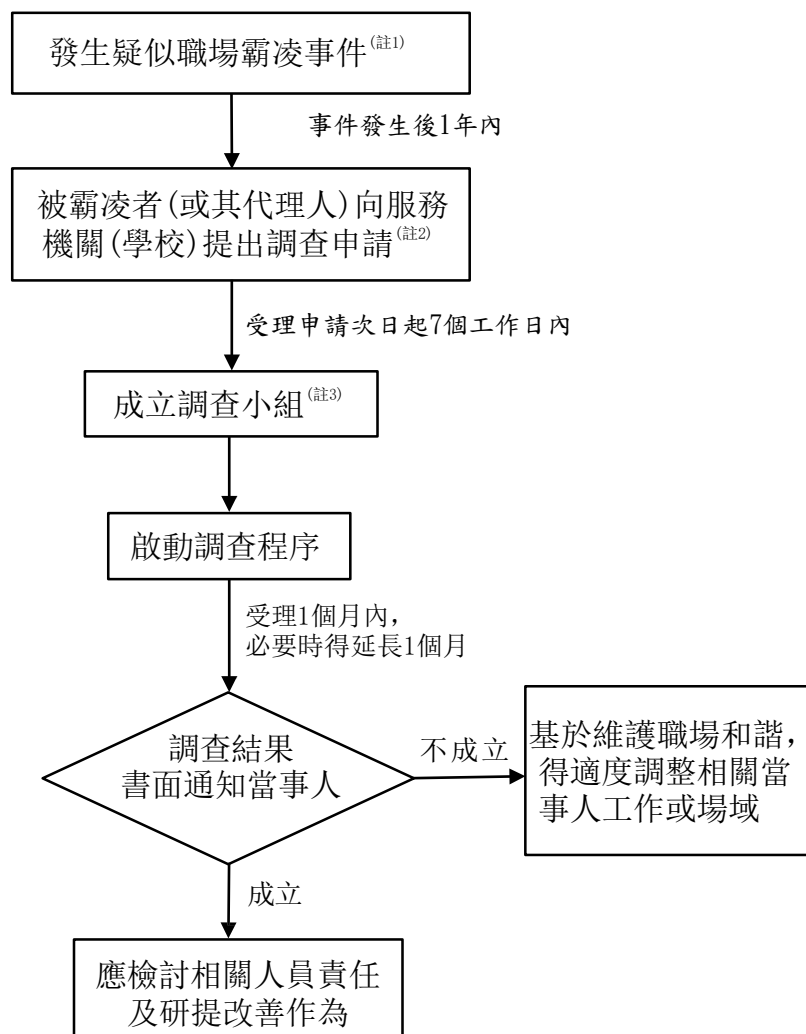 發生疑似職場霸凌事件(註1)
事件發生後1年內
被霸凌者(或其代理人)向服務
機關(學校)提出調查申請(註2)
受理申請次日起7個工作日內
成立調查小組(註3)
啟動調查程序
受理1個月內,
必要時得延長1個月
調查結果
書面通知當事人
不成立
基於維護職場和諧,
得適度調整相關當
事人工作或場域
成立
應檢討相關人員責任
及研提改善作為